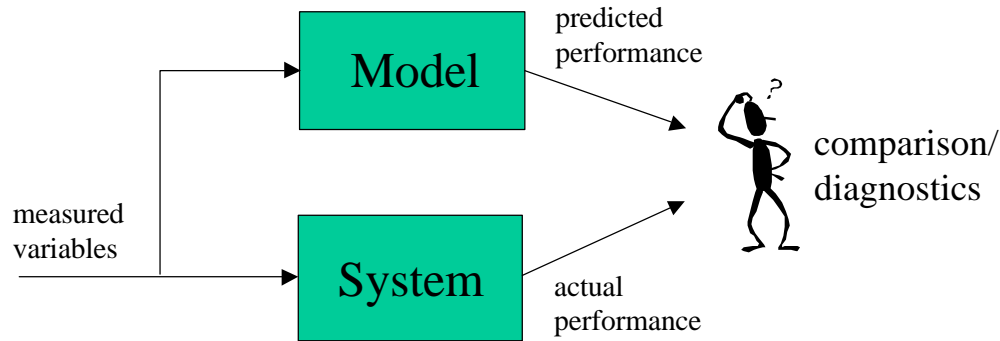 predicted
performance
Model
?
comparison/
diagnostics
measured
variables
System
actual
performance